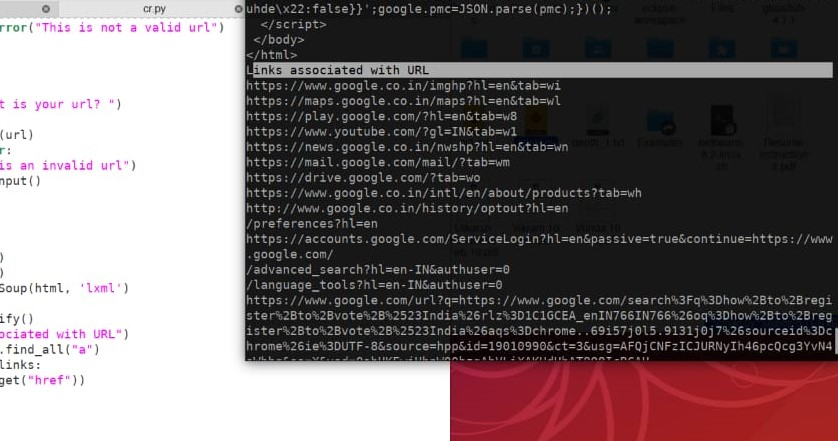 cr.py
rror("This is not a valid url")
t is your url? ")
(url)
r:
is an invalid url")
nput()
)
)
Soup(html, 'lxml')
ify()
ociated with URL")
.find_all("a")
links:
get("href"))
uhde\x22:false}}';google.pmc=JSON.parse(pmc);})();
</script>
</body>
</html>
Links associated with URL
https://www.google.co.in/imghp?hl=en&tab=wi
https://maps.google.co.in/maps?hl=en&tab=wl
https://play.google.com/?hl=en&tab=w8
https://www.youtube.com/?gl=IN&tab=w1
https://news.google.co.in/nwshp?hl=en&tab=wn
https://mail.google.com/mail/?tab=wm
https://drive.google.com/?tab=wo
https://www.google.co.in/intl/en/about/products?tab=wh
http://www.google.co.in/history/optout?hl=en
/preferences?hl=en
https://accounts.google.com/ServiceLogin?hl=en&passive=true&continue=https://www
.google.com/
/advanced_search?hl=en-IN&authuser=0
/language_tools?hl=en-IN&authuser=0
https://www.google.com/url?q=https://www.google.com/search%3Fq%3Dhow%2Bto%2Bregi
ster%2Bto%2Bvote%2B%2523India%26rlz%3D1C1GCEA_enIN766IN766%26oq%3Dhow%2Bto%2Breg
ister%2Bto%2Bvote%2B%2523India%26aqs%3Dchrome..69i57j0l5.9131j0j7%26sourceid%3Dc
hrome%26ie%3DUTF-8&source=hpp&id=19010990&ct=3&usg=AFQjCNFzICJURNyIh46pcQcg3YvN4